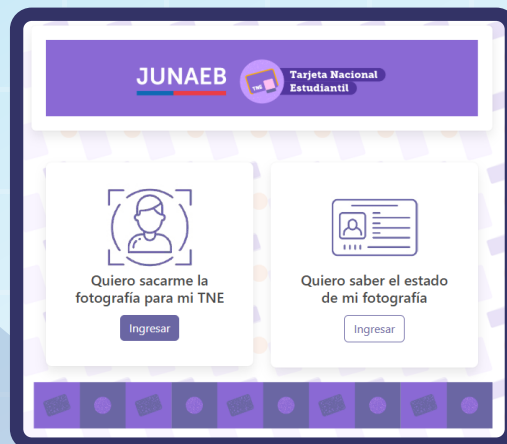 JUNAEB
TNE
Tarjeta Nacional
Estudiantil
Quiero sacarme la
fotografía para mi TNE
Ingresar
Quiero saber el estado
de mi fotografía
Ingresar